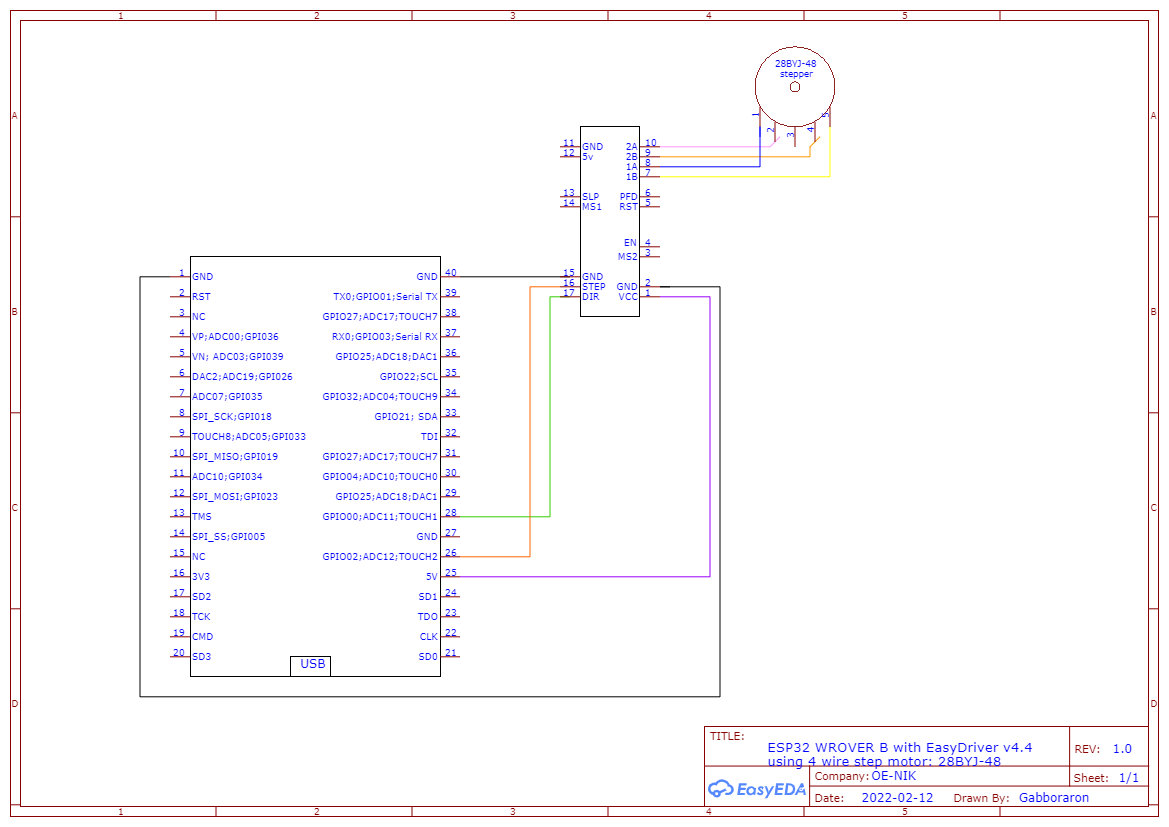 1 2 3 4 5
A A
B B
C C
D D
28BYJ-48
stepper
1 2 3 4 5
11 GND 2A 10
12 5v 2B 9
1A 8
1B 7
13 SLP PFD 6
14 MS1 RST 5
EN 4
MS2 3
15 GND
16 STEP GND 2
17 DIR VCC 1
1 GND GND 40
2 RST TX0;GPIO01;Serial TX 39
3 NC GPIO27;ADC17;TOUCH7 38
4 VP;ADC00;GPI036 RX0;GPIO03;Serial RX 37
5 VN; ADC03;GPI039 GPIO25;ADC18;DAC1 36
6 DAC2;ADC19;GPI026 GPIO22;SCL 35
7 ADC07;GPI035 GPIO32;ADC04;TOUCH9 34
8 SPI_SCK;GPI018 GPIO21; SDA 33
9 TOUCH8;ADC05;GPI033 TDI 32
10 SPI_MISO;GPI019 GPIO27;ADC17;TOUCH7 31
11 ADC10;GPI034 GPIO04;ADC10;TOUCH0 30
12 SPI_MOSI;GPI023 GPIO25;ADC18;DAC1 29
13 TMS GPIO00;ADC11;TOUCH1 28
14 SPI_SS;GPI005 GND 27
15 NC GPIO02;ADC12;TOUCH2 26
16 3V3 5V 25
17 SD2 SD1 24
18 TCK TDO 23
19 CMD CLK 22
20 SD3 SD0 21
USB
TITLE:
ESP32 WROVER B with EasyDriver v4.4
using 4 wire step motor: 28BYJ-48
REV: 1.0
EasyEDA
Company: OE-NIK
Sheet: 1/1
Date: 2022-02-12 Drawn By: Gabboraron
1 2 3 4 5